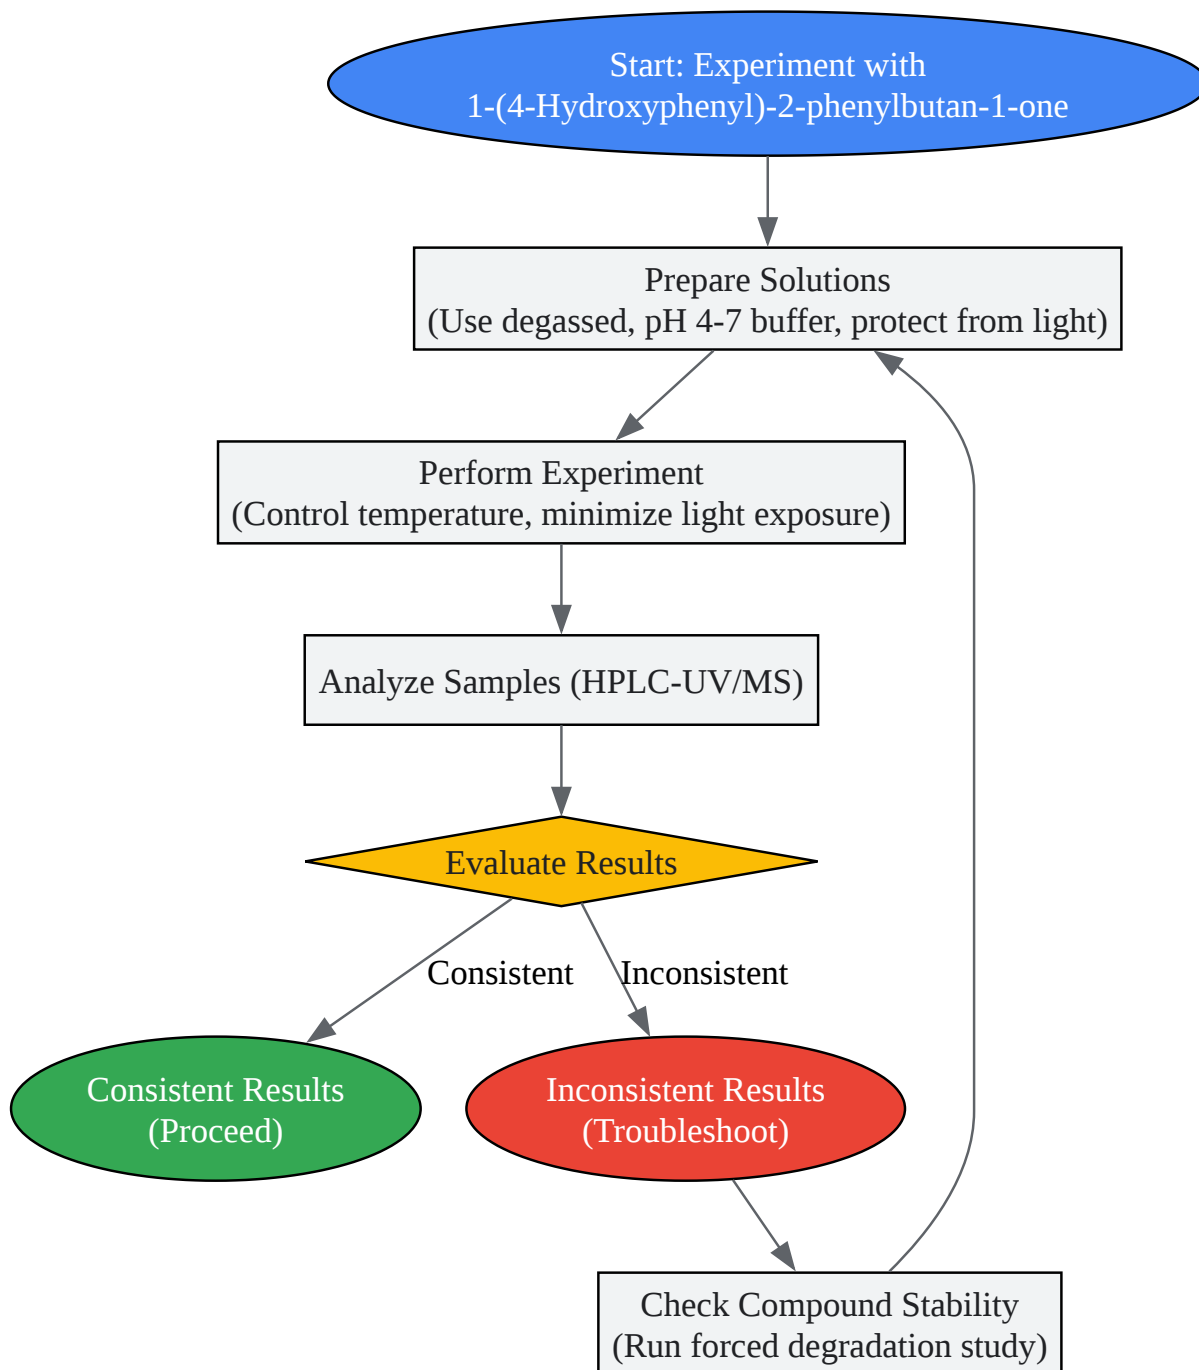 Start: Experiment with
1-(4-Hydroxyphenyl)-2-phenylbutan-1-one
Prepare Solutions
(Use degassed, pH 4-7 buffer, protect from light)
Perform Experiment
(Control temperature, minimize light exposure)
Analyze Samples (HPLC-UV/MS)
Evaluate Results
Consistent
Inconsistent
Consistent Results
(Proceed)
Inconsistent Results
(Troubleshoot)
Check Compound Stability
(Run forced degradation study)